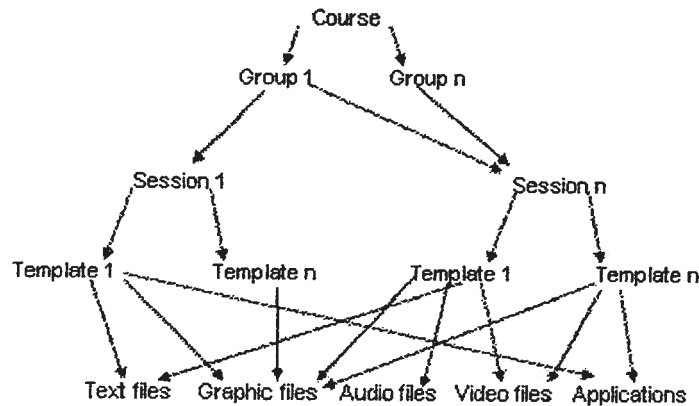 Course
Group 1 Group n
Session 1 Session n
Template 1 Template n Template 1 Template n
Text files Graphic files Audio files Video files Applications